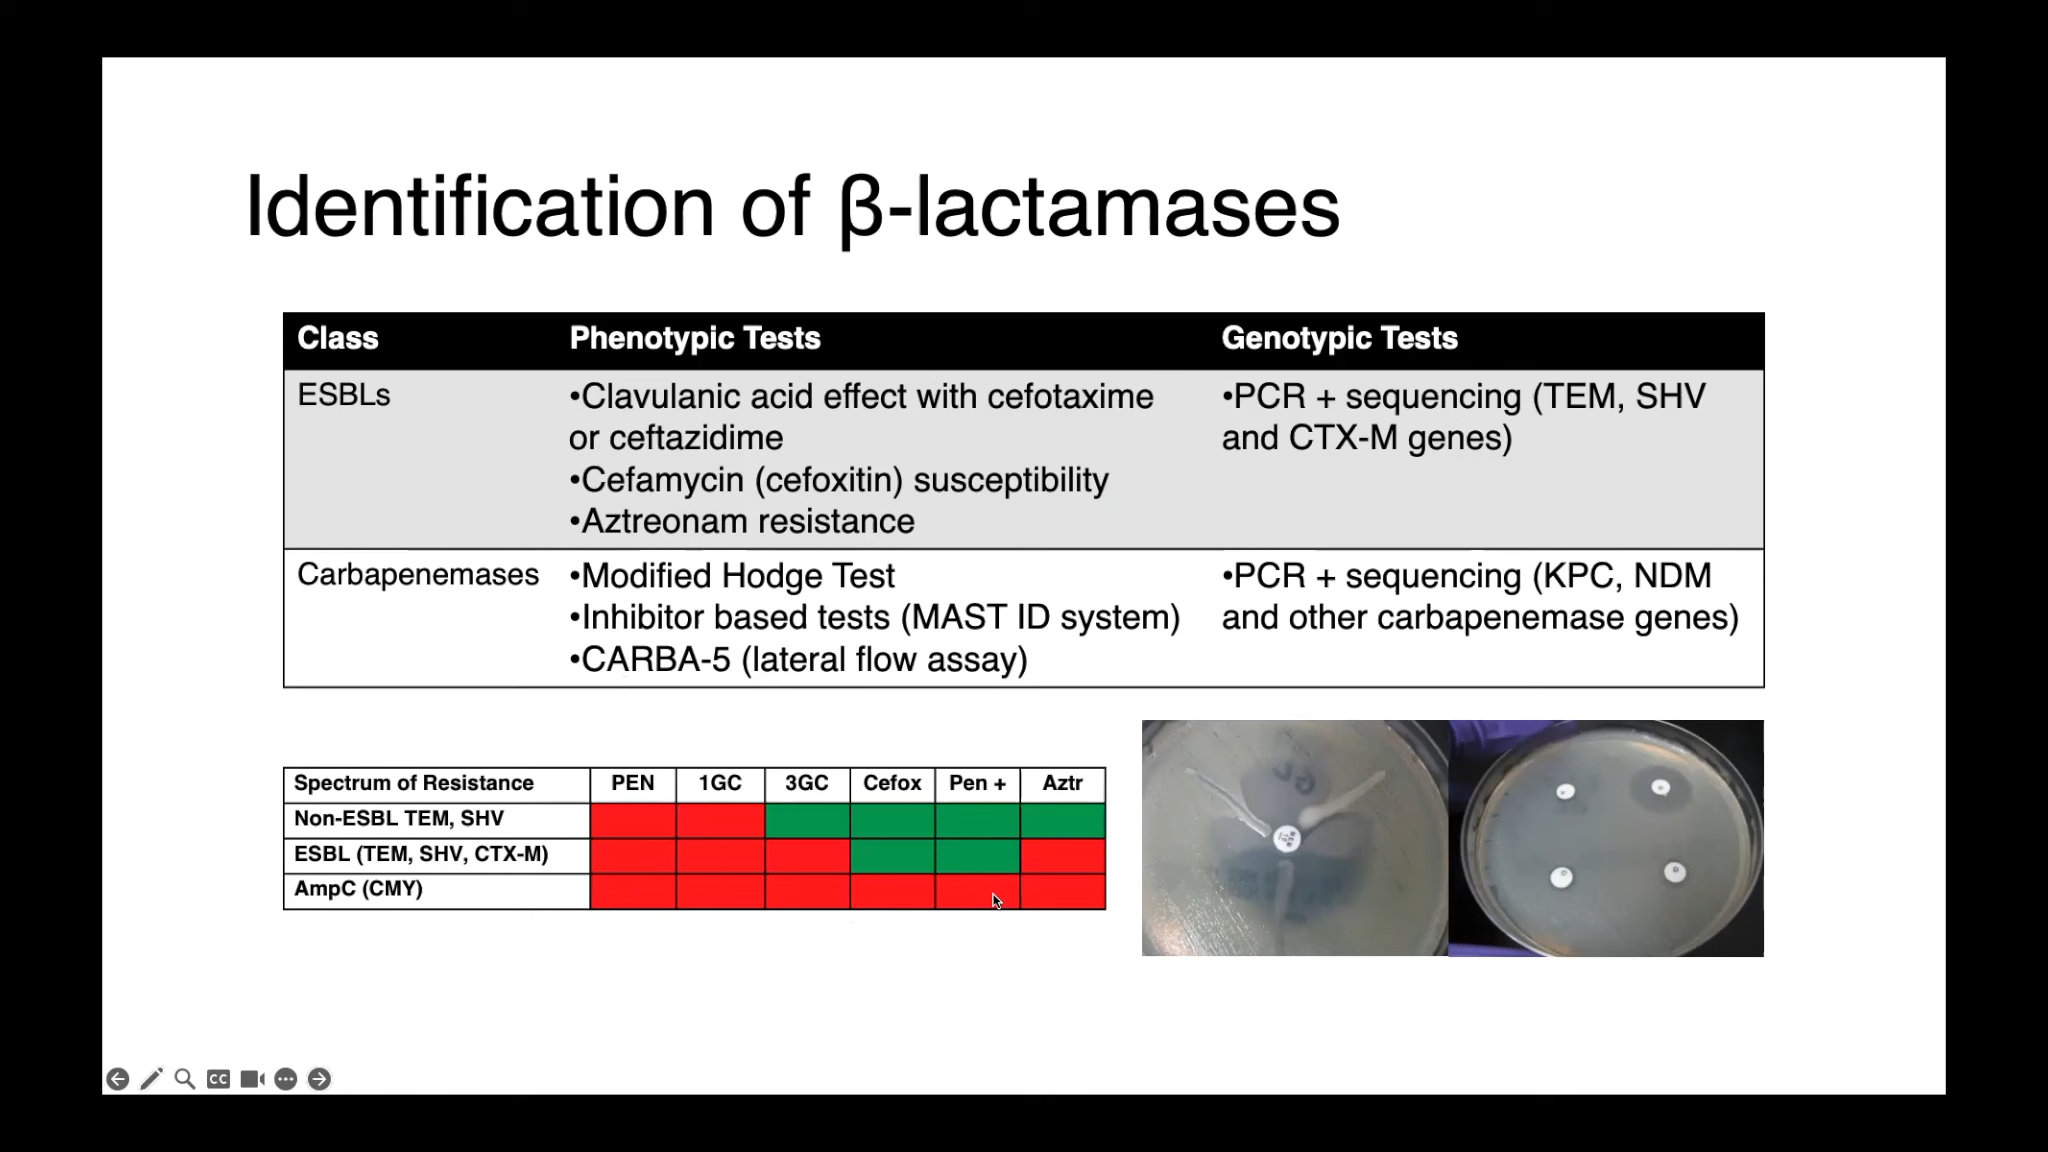 Identification of β-lactamases
Class Phenotypic Tests Genotypic Tests
ESBLs
•Clavulanic acid effect with cefotaxime
or ceftazidime
•Cefamycin (cefoxitin) susceptibility
•Aztreonam resistance
•PCR + sequencing (TEM, SHV
and CTX-M genes)
Carbapenemases
•Modified Hodge Test
•Inhibitor based tests (MAST ID system)
•CARBA-5 (lateral flow assay)
•PCR + sequencing (KPC, NDM
and other carbapenemase genes)
Spectrum of Resistance PEN 1GC 3GC Cefox Pen + Aztr
Non-ESBL TEM, SHV
ESBL (TEM, SHV, CTX-M)
AmpC (CMY)
CC